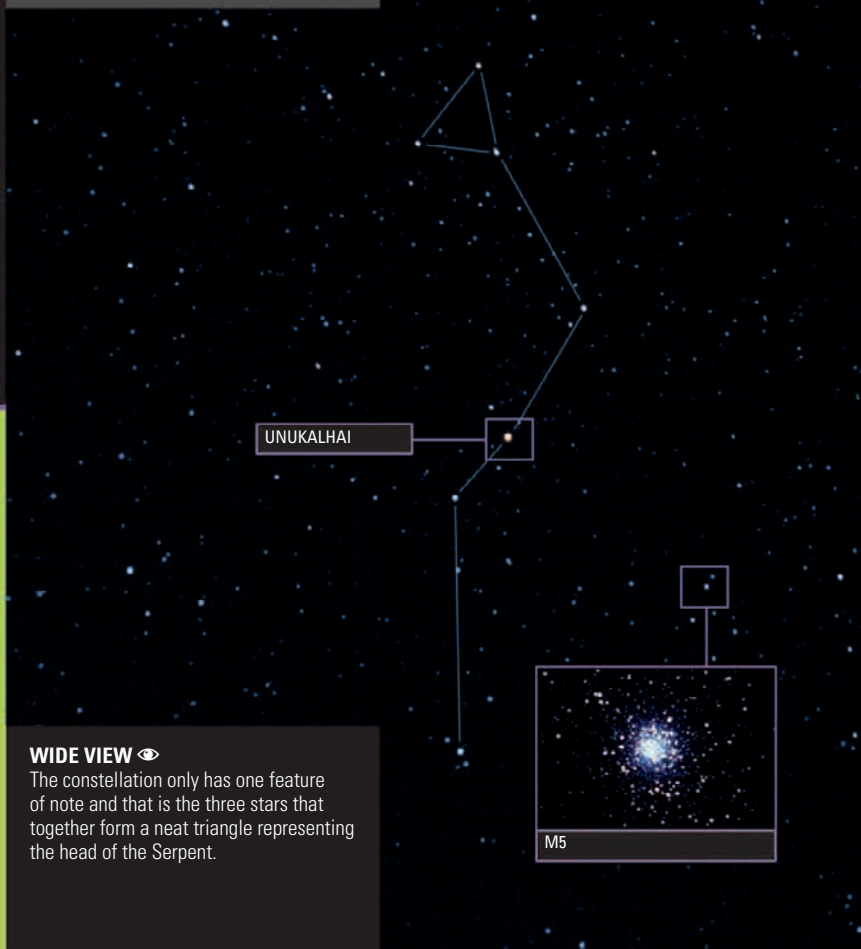 UNUKALHAI
M5
WIDE VIEW
The constellation only has one feature
of note and that is the three stars that
together form a neat triangle representing
the head of the Serpent.